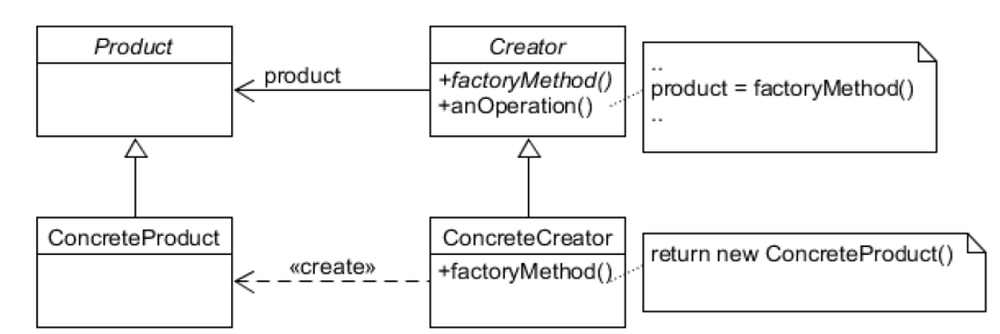 Product
Creator
product
+factoryMethod()
+anOperation()
..
product = factoryMethod()
..
ConcreteProduct
ConcreteCreator
«create»
+factoryMethod()
return new ConcreteProduct()